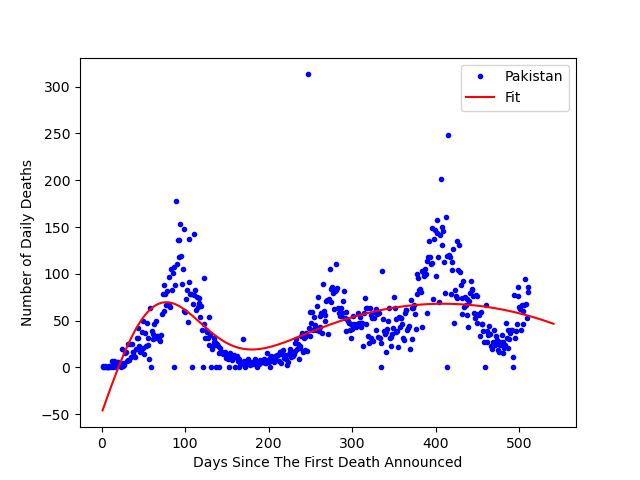 Pakistan
Fit
300
250
200
150
100
50
0
−50
0 100 200 300 400 500
Number of Daily Deaths
Days Since The First Death Announced